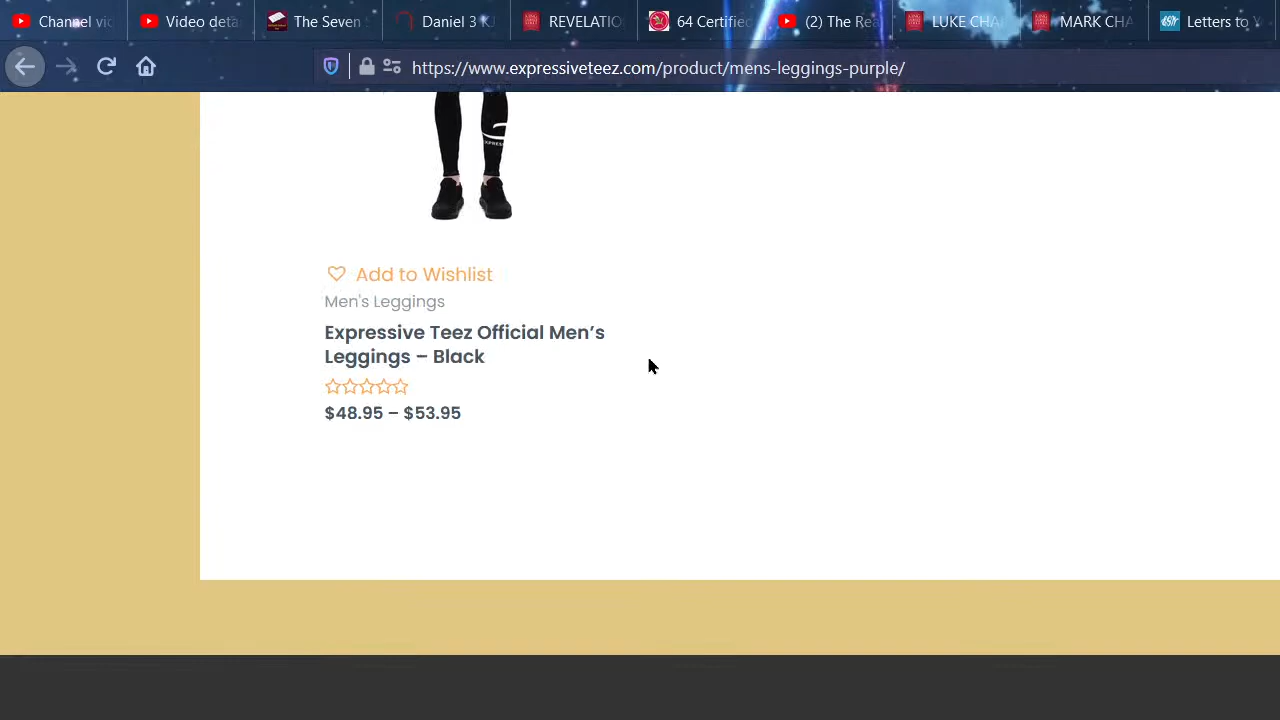 Channel vi
Video deta
The Seven
Daniel 3 KJ
REVELATIO
64 Certified
(2) The Rea
LUKE CHA
MARK CHA
Letters to Y
https://www.expressiveteez.com/product/mens-leggings-purple/
Add to Wishlist
Men's Leggings
Expressive Teez Official Men’s
Leggings – Black
$48.95 – $53.95